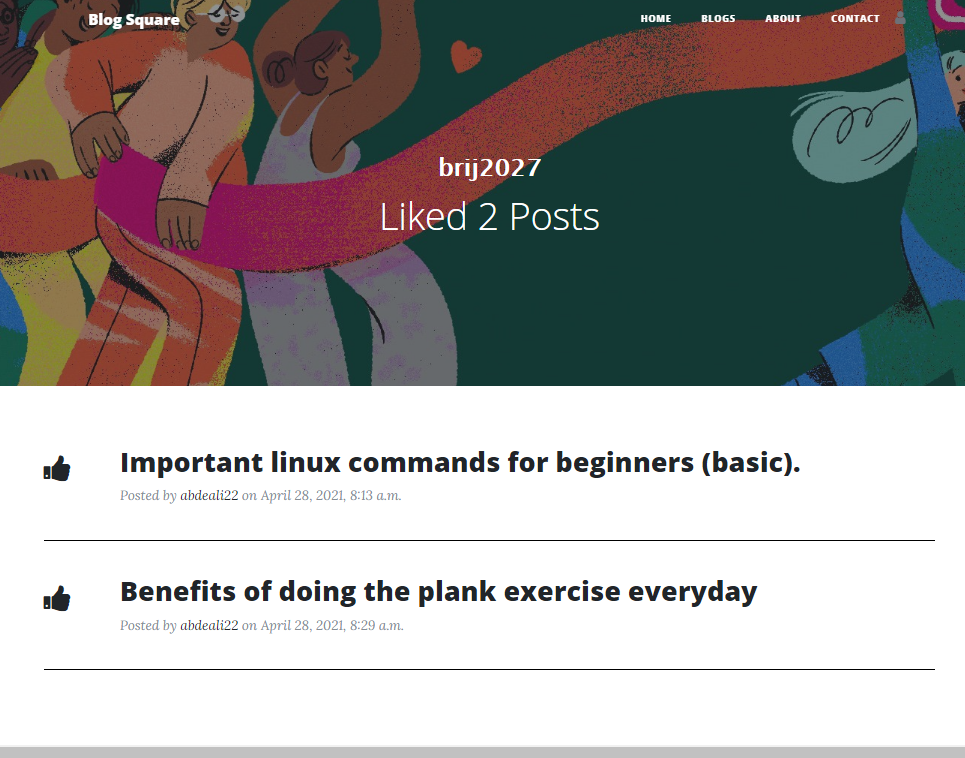 Blog Square
HOME BLOGS ABOUT CONTACT
brij2027
Liked 2 Posts
Important linux commands for beginners (basic).
Posted by abdeali22 on April 28, 2021, 8:13 a.m.
Benefits of doing the plank exercise everyday
Posted by abdeali22 on April 28, 2021, 8:29 a.m.